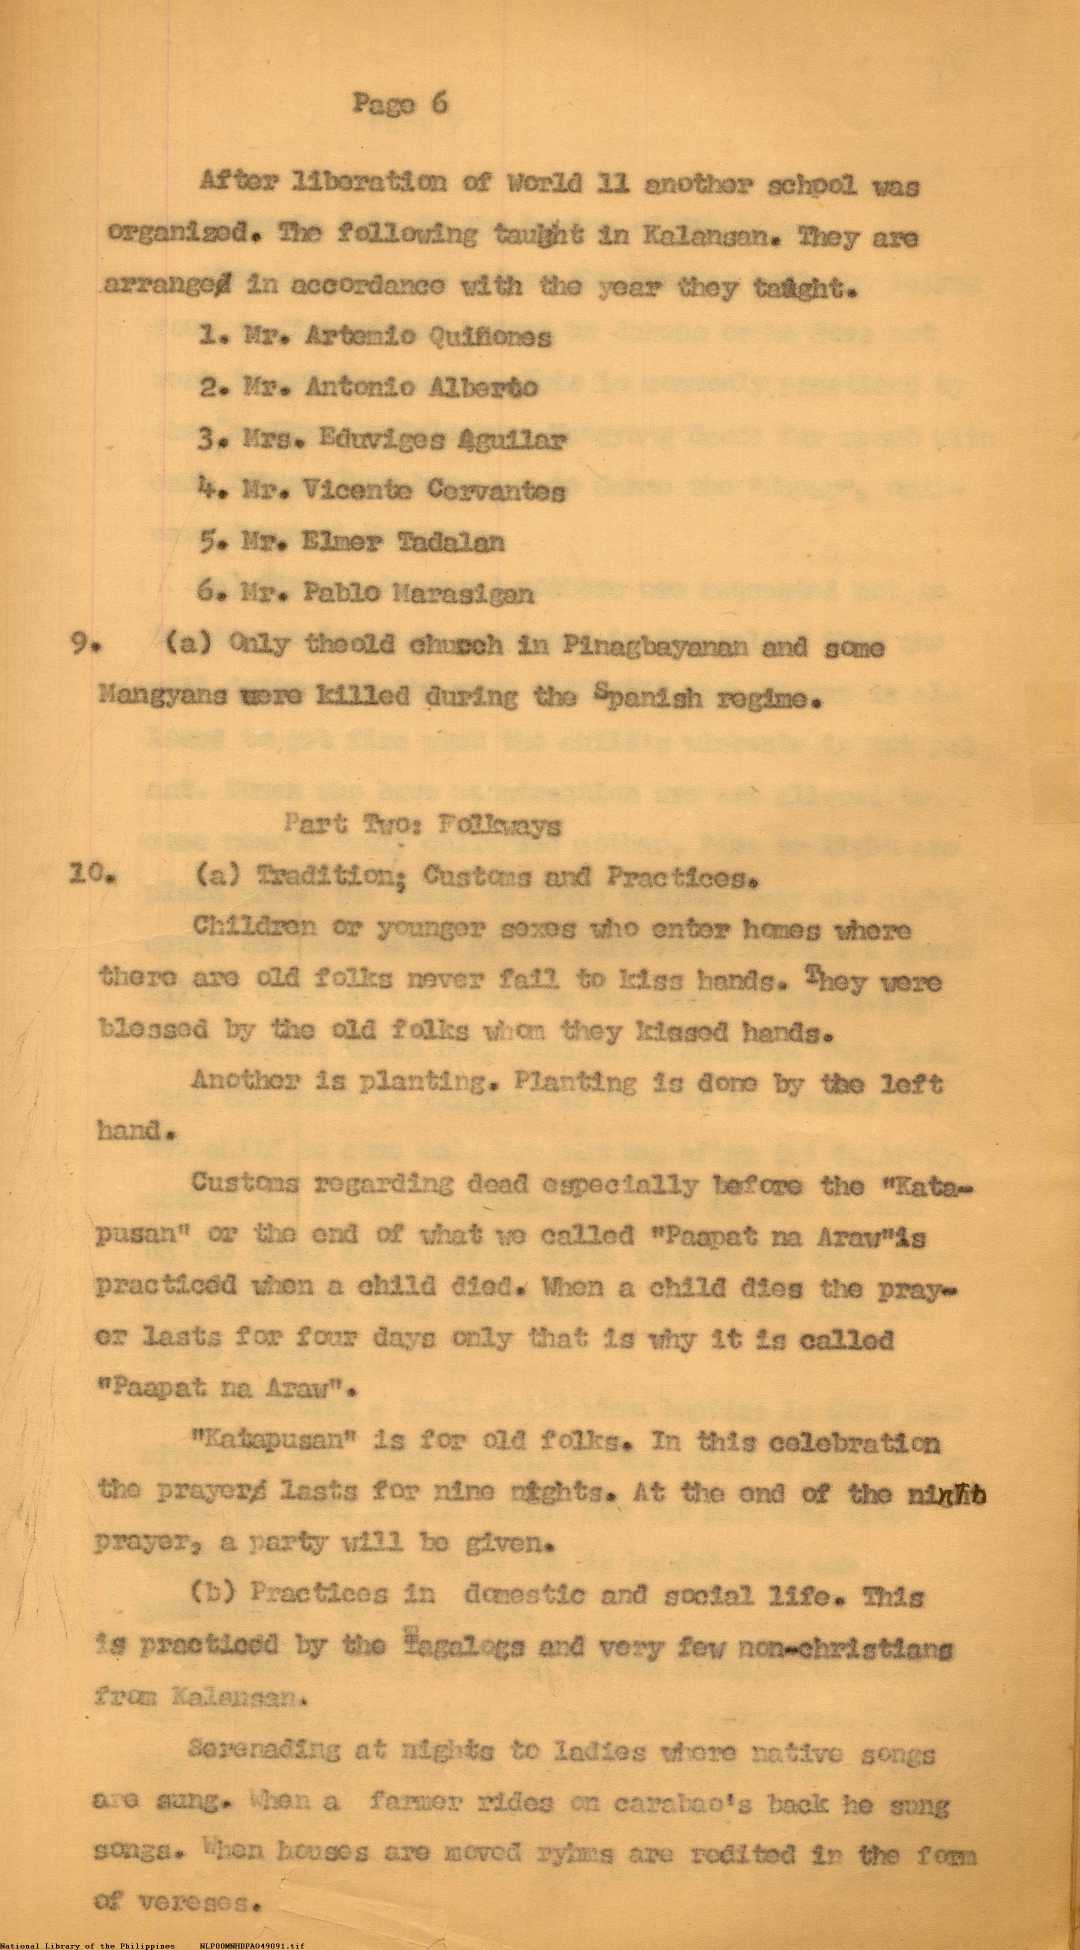 Page 6
After liberation of World 11 another school was
organized. The following taught in Kalansan. They are
arranged in accordance with the year they taught.
1. Mr. Artemio Quiñones
2. Mr. Antonio Alberto
3. Mrs. Eduviges Aguilar
4. Mr. Vicente Cervantes
5. Mr. Elmer Tadalan
6. Mr. Pablo Marasigan
9. (a) Only theold church in Pinagbayanan and some
Mangyans were killed during the Spanish regime.
Part Two: Folkways
10. (a) Tradition; Customs and Practices.
Children or younger sexes who enter homes where
there are old folks never fail to kiss hands. They were
blessed by the old folks whom they kissed hands.
Another is planting. Planting is done by the left
hand.
Customs regarding dead especially before the "Kata-
pusan" or the end of what we called "Paapat na Araw"is
practiced when a child died. When a child dies the pray-
er lasts for four days only that is why it is called
"Paapat na Araw".
"Katapusan" is for old folks. In this celebration
the prayer lasts for nine nights. At the end of the night
prayer, a party will be given.
(b) Practices in domestic and social life. This
is practiced by the Tagalogs and very few non-christians
from Kalansan.
Serenading at nights to ladies where native songs
are sung. When a farmer rides on carabao's back he sung
songs. When houses are moved ryhms are redited in the form
of vereses.
National Library of the Philippines NLPOOMNHDPA049091.tif